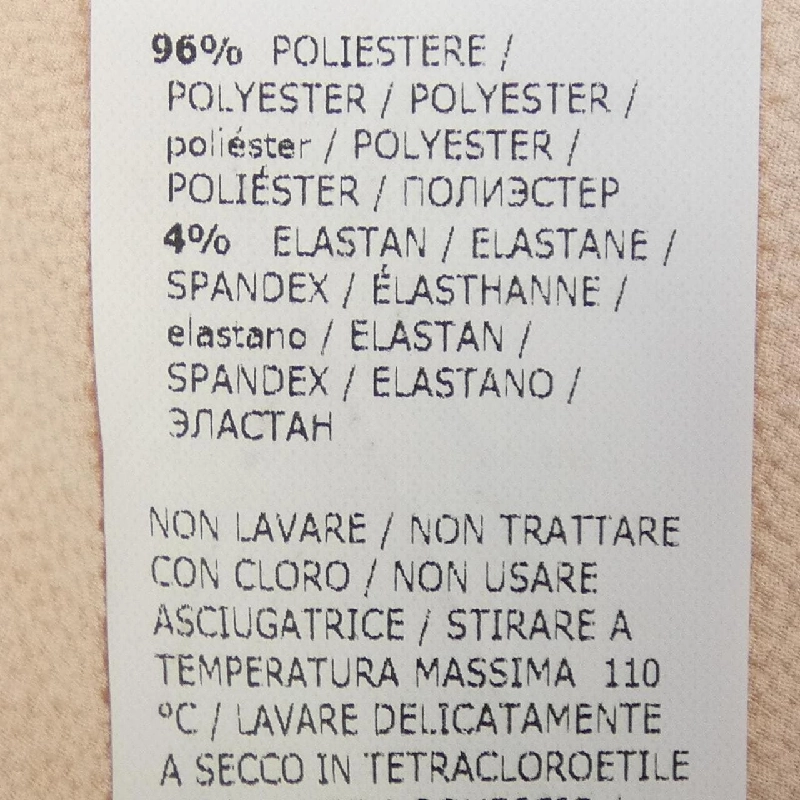 96% POLIESTERE /
POLYESTER / POLYESTER /
poliéster / POLYESTER /
POLIÉSTER / ПОЛИЭСТЕР
4% ELASTAN / ELASTANE /
SPANDEX / ÉLASTHANNE /
elastano / ELASTAN /
SPANDEX / ELASTANO /
ЭЛАСТАН
NON LAVARE / NON TRATTARE
CON CLORO / NON USARE
ASCIUGATRICE / STIRARE A
TEMPERATURA MASSIMA 110
ºC / LAVARE DELICATAMENTE
A SECCO IN TETRACLOROETILE